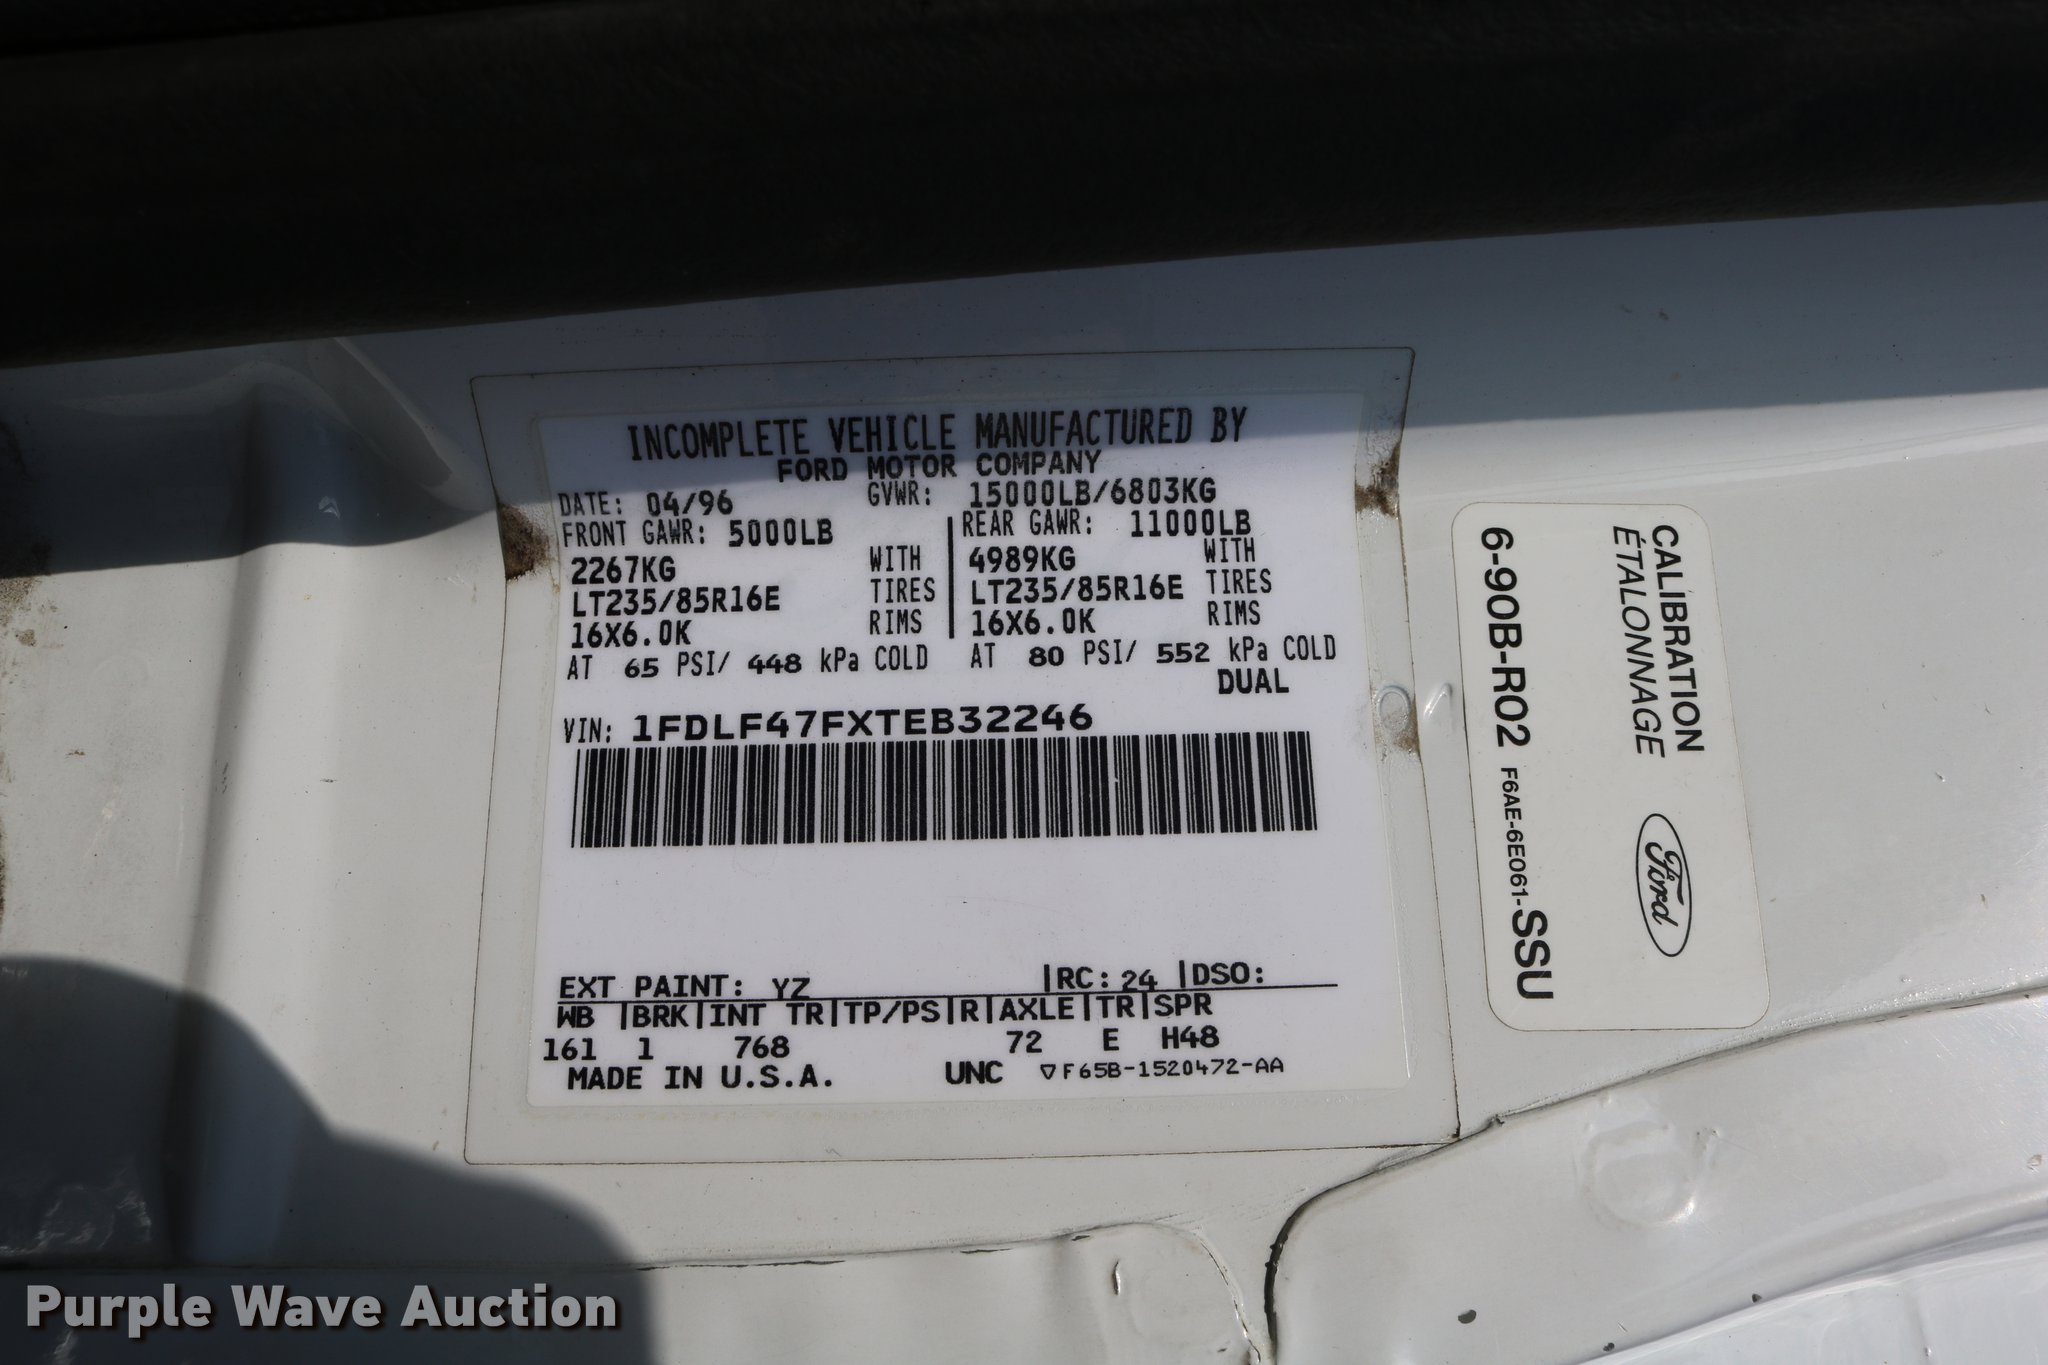 INCOMPLETE VEHICLE MANUFACTURED BY
FORD MOTOR COMPANY
DATE: 04/96 GVWR: 15000LB/6803KG
FRONT GAWR: 5000LB REAR GAWR: 11000LB
2267KG WITH 4989KG WITH
LT235/85R16E TIRES LT235/85R16E TIRES
16X6.0K RIMS 16X6.0K RIMS
AT 65 PSI/ 448 kPa COLD AT 80 PSI/ 552 kPa COLD
DUAL
VIN: 1FDLF47FXTEB32246
EXT PAINT: YZ |RC: 24 |DSO:
WB |BRK|INT TR|TP/PS|R|AXLE|TR|SPR
161 1 768 72 E H48
MADE IN U.S.A. UNC ▽F65B-1520472-AA
CALIBRATION
ÉTALONNAGE
Ford
6-90B-R02 F6AE-6E061-SSU
Purple Wave Auction